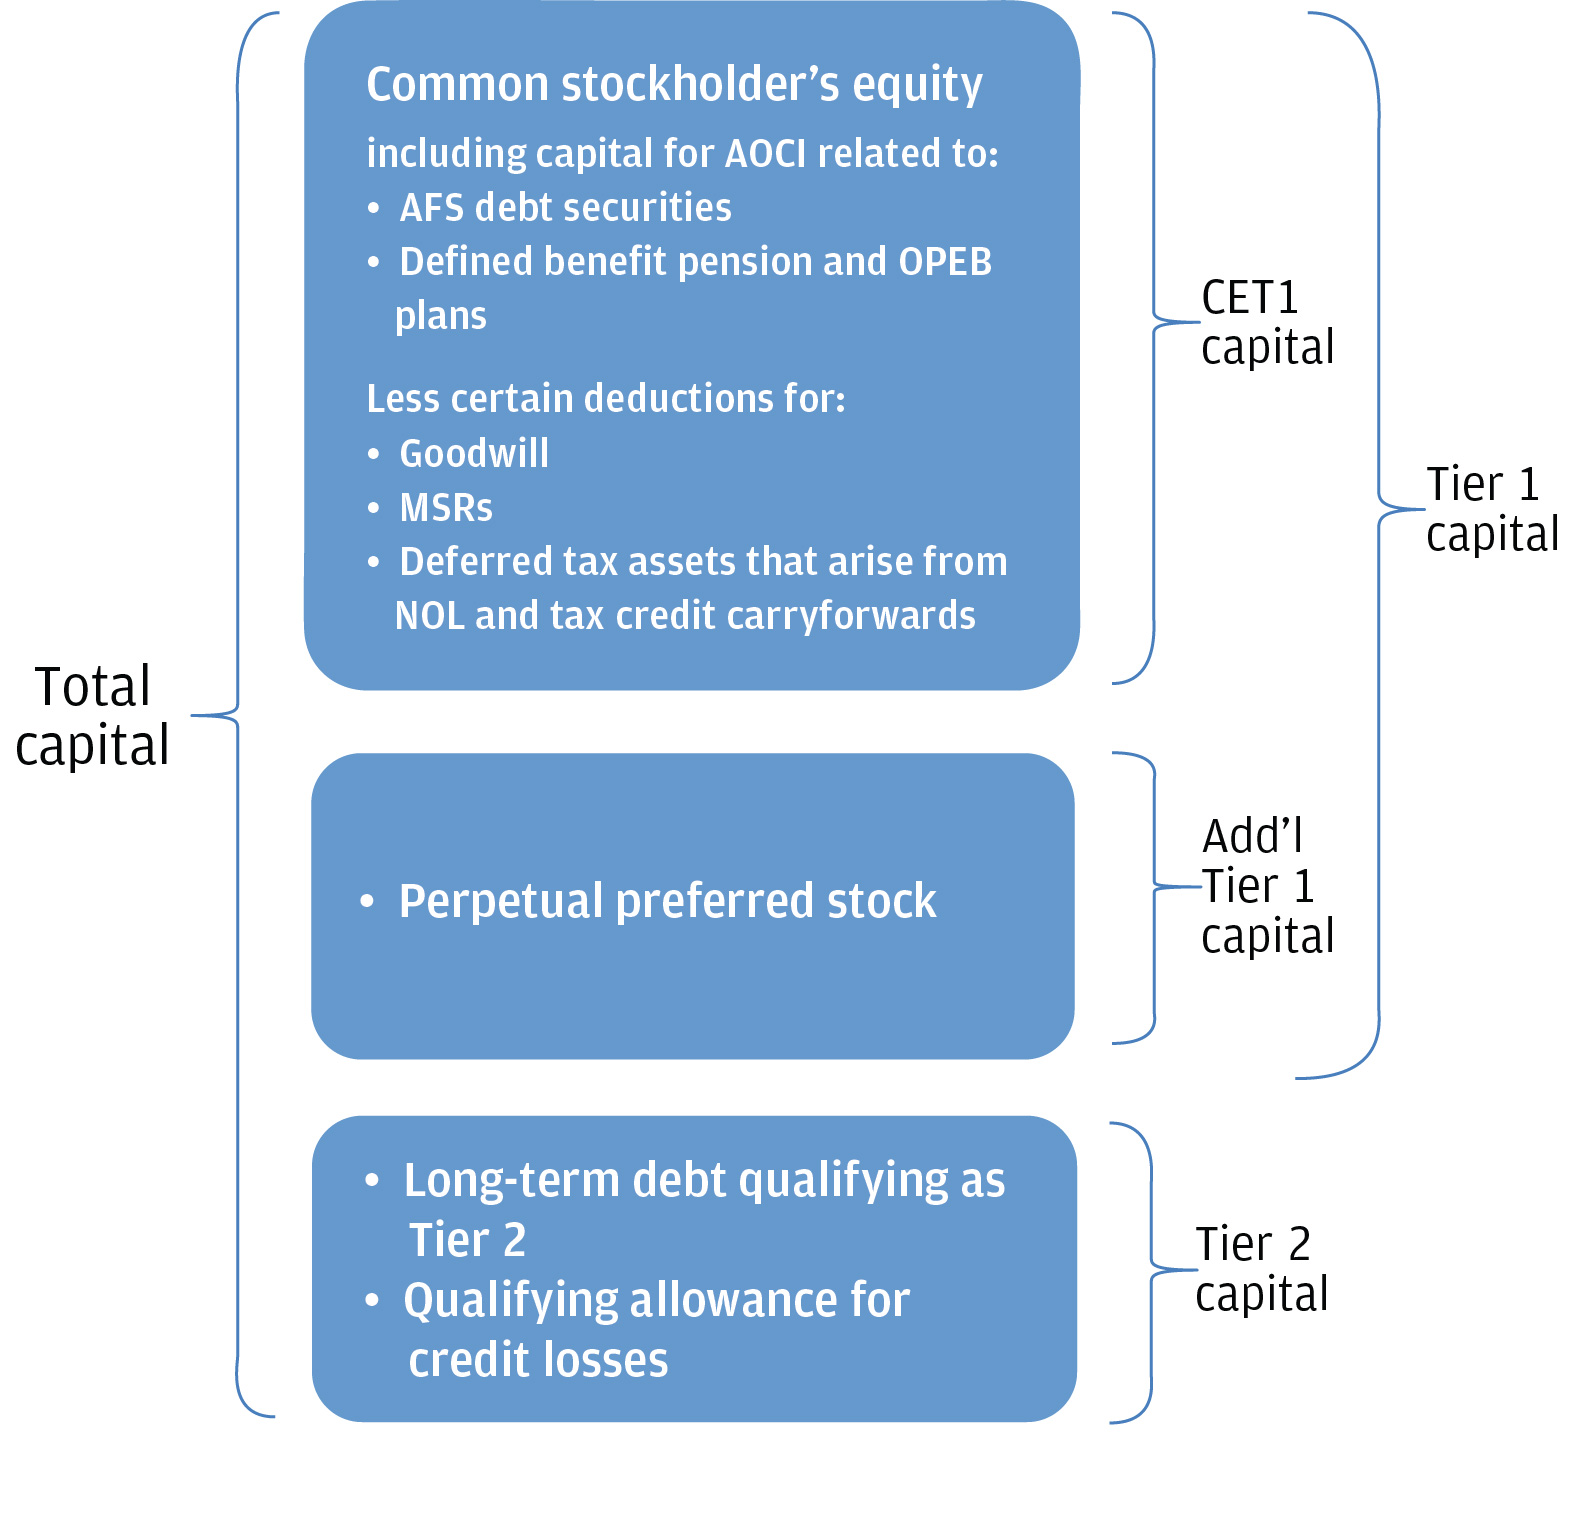 Common stockholder’s equity
including capital for AOCI related to:
• AFS debt securities
• Defined benefit pension and OPEB
plans
Less certain deductions for:
• Goodwill
• MSRs
• Deferred tax assets that arise from
NOL and tax credit carryforwards
CET1
capital
Tier 1
capital
Total
capital
• Perpetual preferred stock
Add’l
Tier 1
capital
• Long-term debt qualifying as
Tier 2
• Qualifying allowance for
credit losses
Tier 2
capital